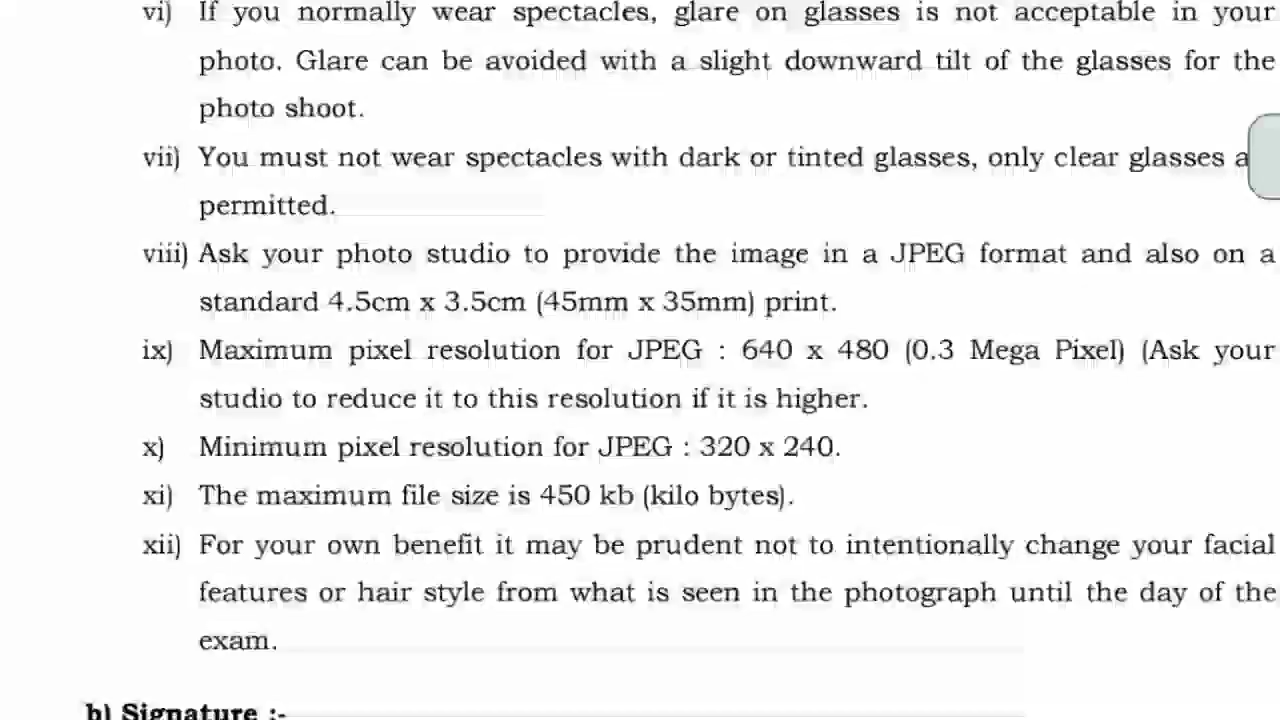 vi) If you normally wear spectacles, glare on glasses is not acceptable in your
photo. Glare can be avoided with a slight downward tilt of the glasses for the
photo shoot.
vii) You must not wear spectacles with dark or tinted glasses, only clear glasses
permitted.
viii) Ask your photo studio to provide the image in a JPEG format and also on a
standard 4.5cm x 3.5cm (45mm x 35mm) print.
ix) Maximum pixel resolution for JPEG : 640 x 480 (0.3 Mega Pixel) (Ask your
studio to reduce it to this resolution if it is higher.
x) Minimum pixel resolution for JPEG : 320 x 240.
xi) The maximum file size is 450 kb (kilo bytes).
xii) For your own benefit it may be prudent not to intentionally change your facial
features or hair style from what is seen in the photograph until the day of the
exam.
b) Signature :-